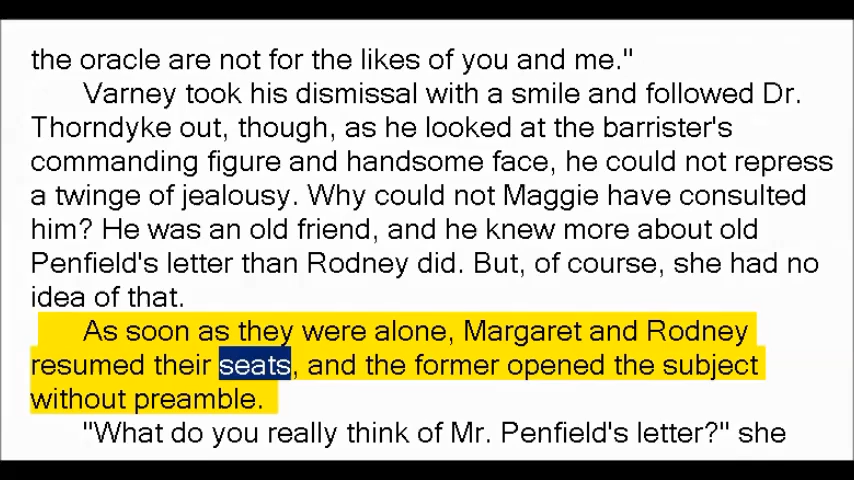 the oracle are not for the likes of you and me."
Varney took his dismissal with a smile and followed Dr.
Thorndyke out, though, as he looked at the barrister's
commanding figure and handsome face, he could not repress
a twinge of jealousy. Why could not Maggie have consulted
him? He was an old friend, and he knew more about old
Penfield's letter than Rodney did. But, of course, she had no
idea of that.
As soon as they were alone, Margaret and Rodney
resumed their seats, and the former opened the subject
without preamble.
"What do you really think of Mr. Penfield's letter?" she